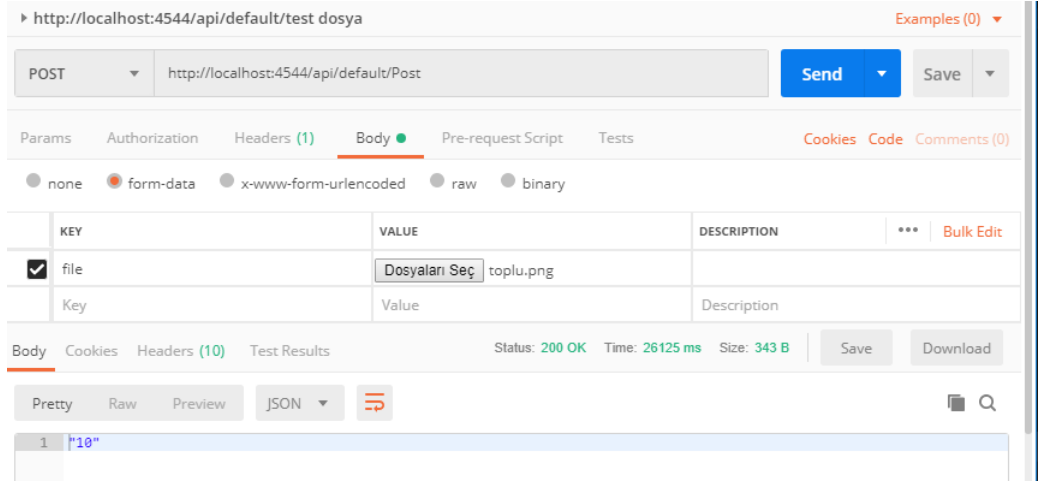 http://localhost:4544/api/default/test dosya Examples (0)
POST http://localhost:4544/api/default/Post Send Save
Params Authorization Headers (1) Body Pre-request Script Tests Cookies Code Comments (0)
none form-data x-www-form-urlencoded raw binary
KEY VALUE DESCRIPTION ••• Bulk Edit
file Dosyaları Seç toplu.png
Key Value Description
Body Cookies Headers (10) Test Results Status: 200 OK Time: 26125 ms Size: 343 B Save Download
Pretty Raw Preview JSON
1 "10"